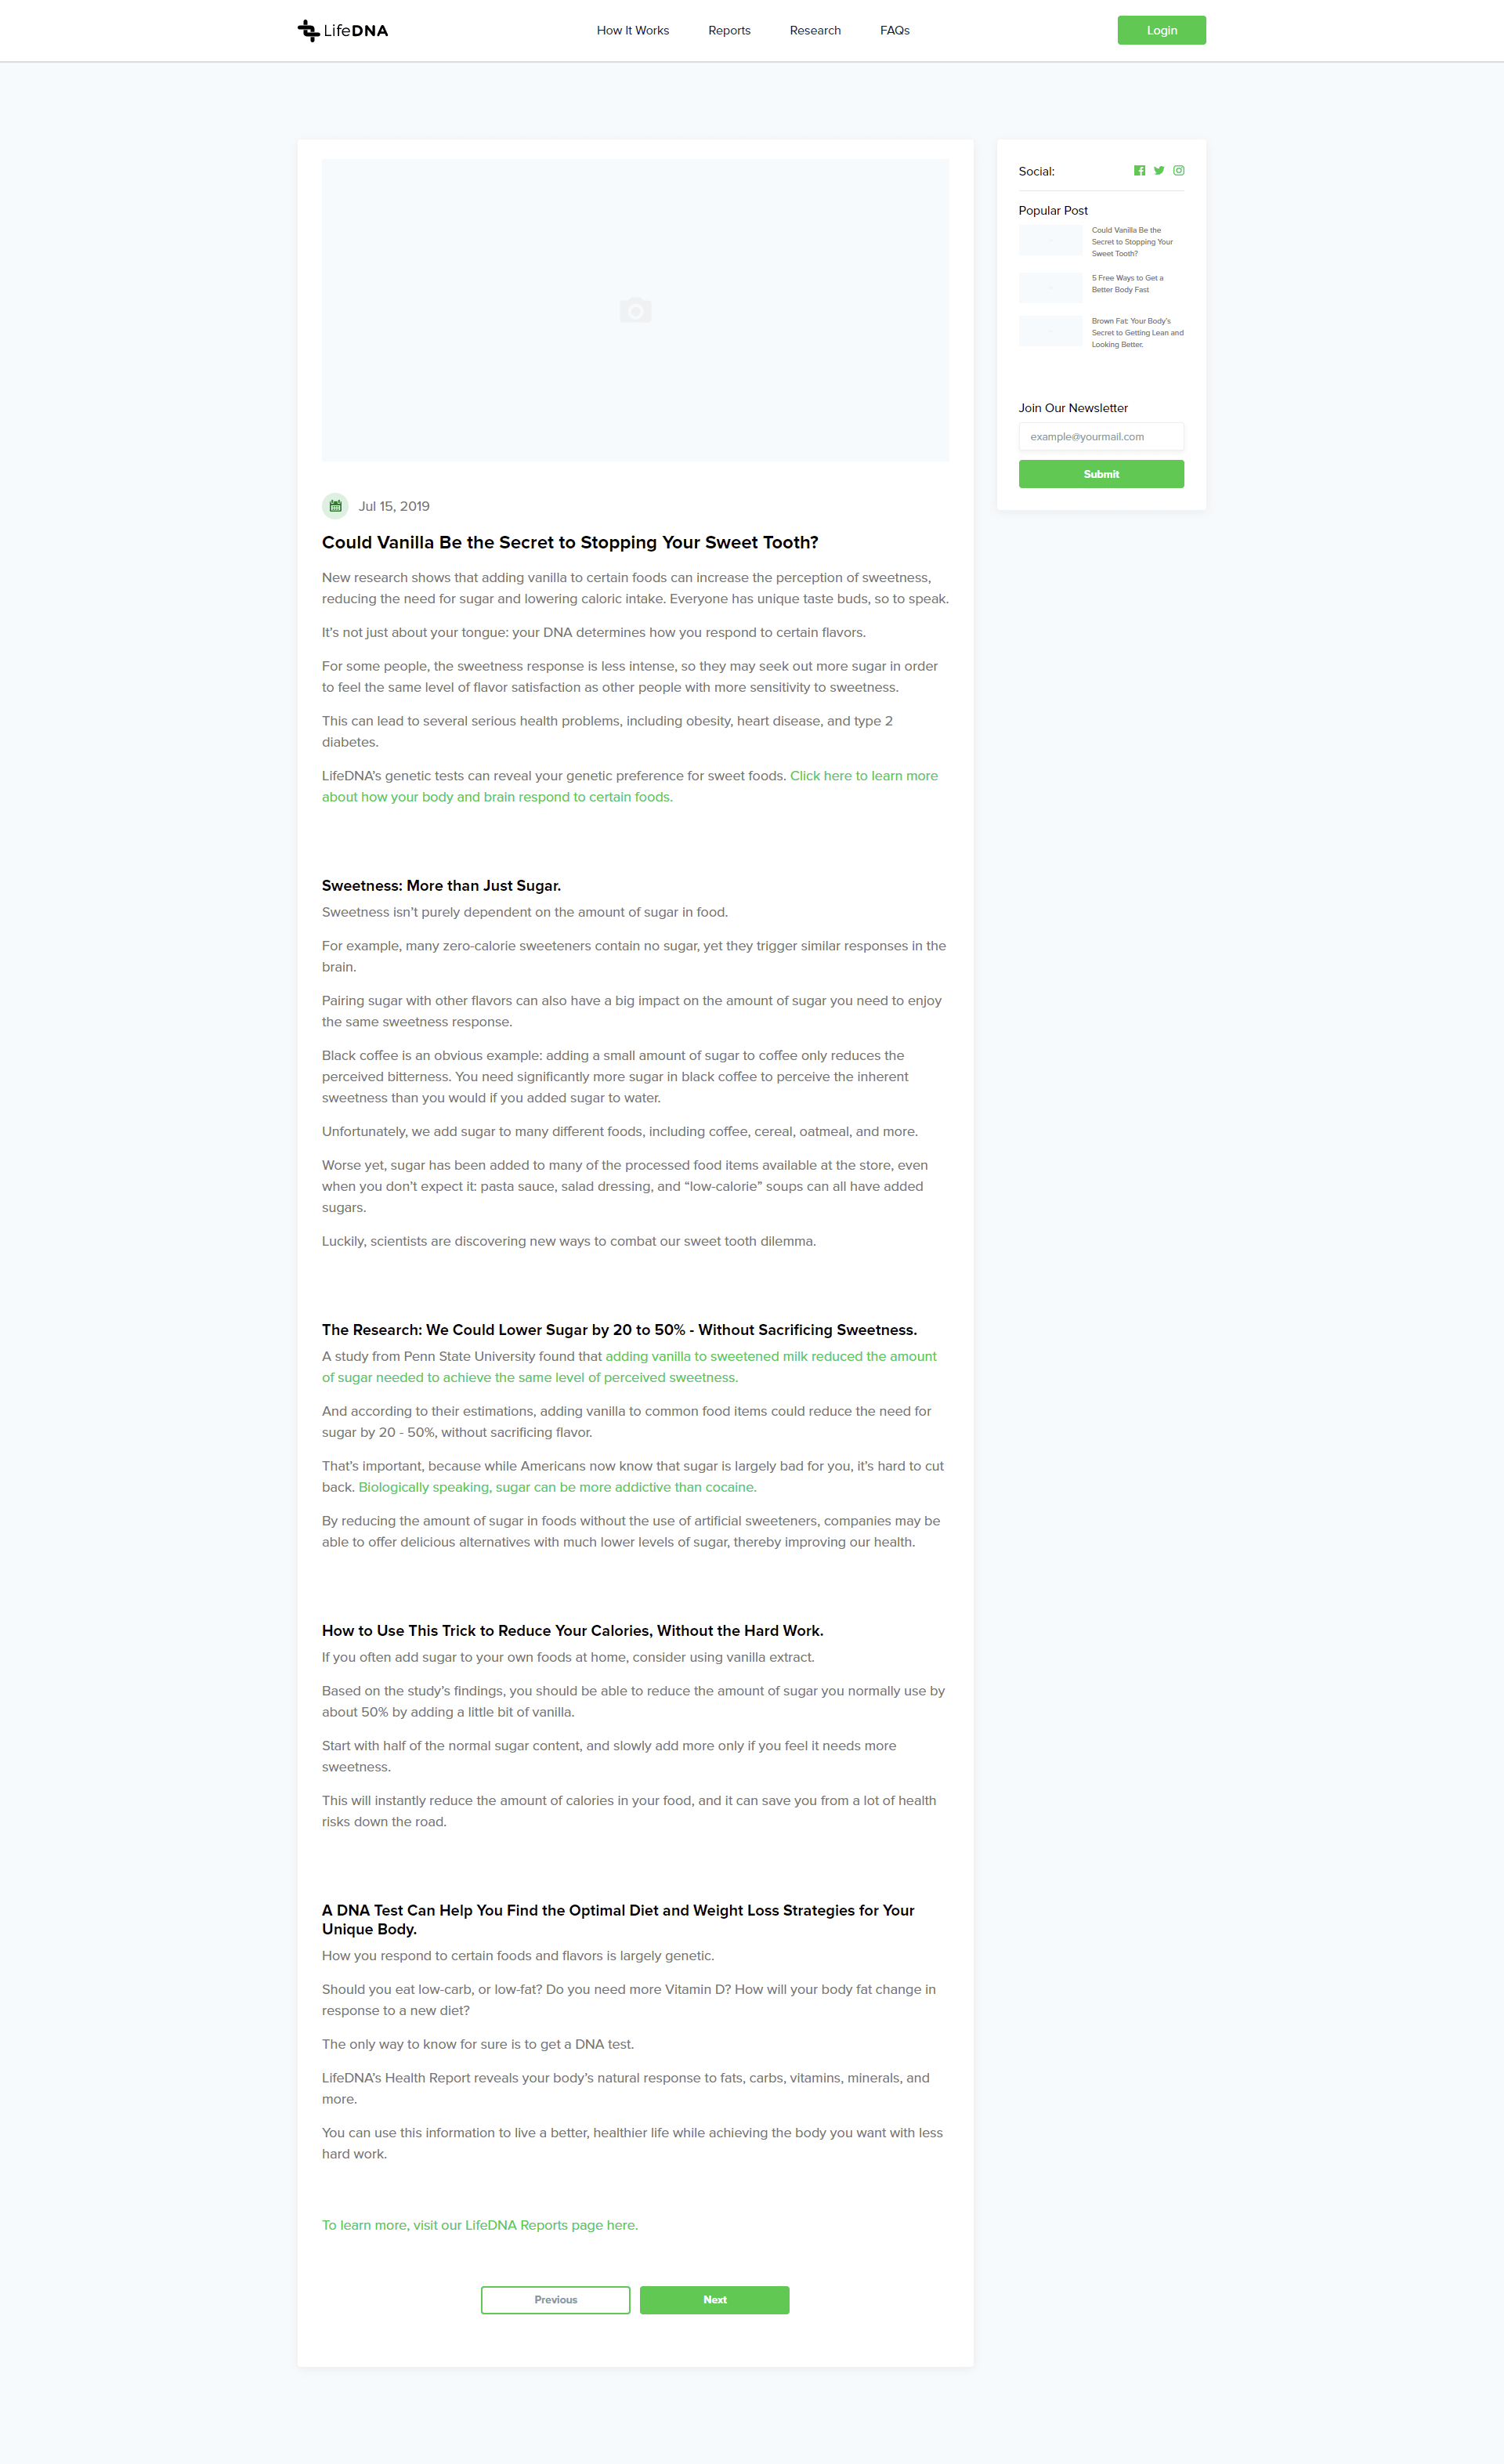 LifeDNA
How It Works
Reports
Research
FAQs
Login
Jul 15, 2019
Could Vanilla Be the Secret to Stopping Your Sweet Tooth?
New research shows that adding vanilla to certain foods can increase the perception of sweetness,
reducing the need for sugar and lowering caloric intake. Everyone has unique taste buds, so to speak.
It's not just about your tongue: your DNA determines how you respond to certain flavors.
For some people, the sweetness response is less intense, so they may seek out more sugar in order
to feel the same level of flavor satisfaction as other people with more sensitivity to sweetness.
This can lead to several serious health problems, including obesity, heart disease, and type 2
diabetes.
LifeDNA's genetic tests can reveal your genetic preference for sweet foods. Click here to learn more
about how your body and brain respond to certain foods.
Sweetness: More than Just Sugar.
Sweetness isn't purely dependent on the amount of sugar in food.
For example, many zero-calorie sweeteners contain no sugar, yet they trigger similar responses in the
brain.
Pairing sugar with other flavors can also have a big impact on the amount of sugar you need to enjoy
the same sweetness response.
Black coffee is an obvious example: adding a small amount of sugar to coffee only reduces the
perceived bitterness. You need significantly more sugar in black coffee to perceive the inherent
sweetness than you would if you added sugar to water.
Unfortunately, we add sugar to many different foods, including coffee, cereal, oatmeal, and more.
Worse yet, sugar has been added to many of the processed food items available at the store, even
when you don't expect it: pasta sauce, salad dressing, and “low-calorie” soups can all have added
sugars.
Luckily, scientists are discovering new ways to combat our sweet tooth dilemma.
The Research: We Could Lower Sugar by 20 to 50% - Without Sacrificing Sweetness.
A study from Penn State University found that adding vanilla to sweetened milk reduced the amount
of sugar needed to achieve the same level of perceived sweetness.
And according to their estimations, adding vanilla to common food items could reduce the need for
sugar by 20 - 50%, without sacrificing flavor.
That's important, because while Americans now know that sugar is largely bad for you, it's hard to cut
back. Biologically speaking, sugar can be more addictive than cocaine.
By reducing the amount of sugar in foods without the use of artificial sweeteners, companies may be
able to offer delicious alternatives with much lower levels of sugar, thereby improving our health.
How to Use This Trick to Reduce Your Calories, Without the Hard Work.
If you often add sugar to your own foods at home, consider using vanilla extract.
Based on the study's findings, you should be able to reduce the amount of sugar you normally use by
about 50% by adding a little bit of vanilla.
Start with half of the normal sugar content, and slowly add more only if you feel it needs more
sweetness.
This will instantly reduce the amount of calories in your food, and it can save you from a lot of health
risks down the road.
A DNA Test Can Help You Find the Optimal Diet and Weight Loss Strategies for Your
Unique Body.
How you respond to certain foods and flavors is largely genetic.
Should you eat low-carb, or low-fat? Do you need more Vitamin D? How will your body fat change in
response to a new diet?
The only way to know for sure is to get a DNA test.
LifeDNA's Health Report reveals your body's natural response to fats, carbs, vitamins, minerals, and
more.
You can use this information to live a better, healthier life while achieving the body you want with less
hard work.
To learn more, visit our LifeDNA Reports page here.
Previous
Next
Social:
Popular Post
Could Vanilla Be the
Secret to Stopping Your
Sweet Tooth?
5 Free Ways to Get a
Better Body Fast
Brown Fat: Your Body's
Secret to Getting Lean and
Looking Better.
Join Our Newsletter
example@yourmail.com
Submit